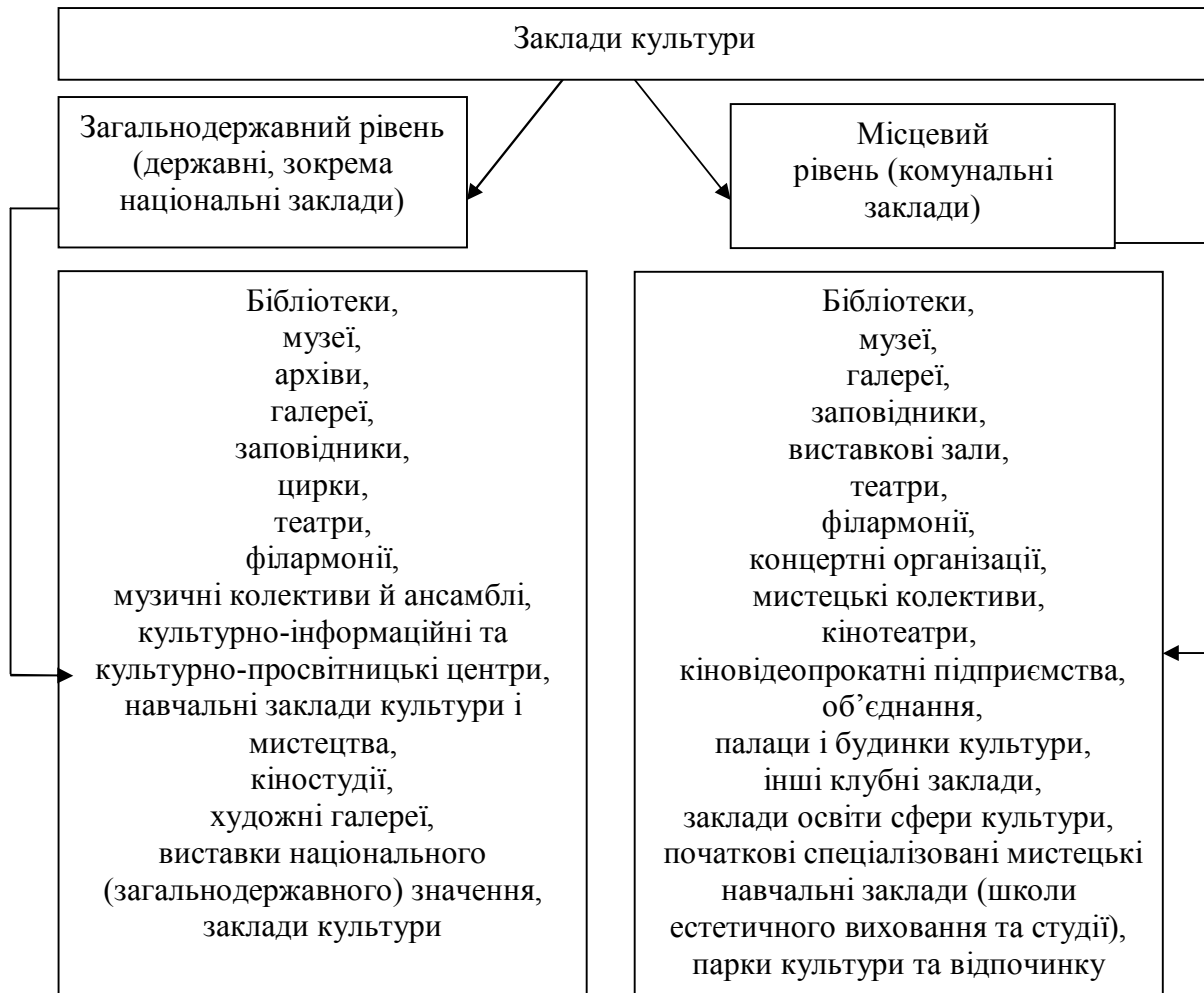 Заклади культури
Загальнодержавний рівень
(державні, зокрема
національні заклади)
Місцевий
рівень (комунальні
заклади)
Бібліотеки,
музеї,
архіви,
галереї,
заповідники,
цирки,
театри,
філармонії,
музичні колективи й ансамблі,
культурно-інформаційні та
культурно-просвітницькі центри,
навчальні заклади культури і
мистецтва,
кіностудії,
художні галереї,
виставки національного
(загальнодержавного) значення,
заклади культури
Бібліотеки,
музеї,
галереї,
заповідники,
виставкові зали,
театри,
філармонії,
концертні організації,
мистецькі колективи,
кінотеатри,
кіновідеопрокатні підприємства,
об’єднання,
палаци і будинки культури,
інші клубні заклади,
заклади освіти сфери культури,
початкові спеціалізовані мистецькі
навчальні заклади (школи
естетичного виховання та студії),
парки культури та відпочинку